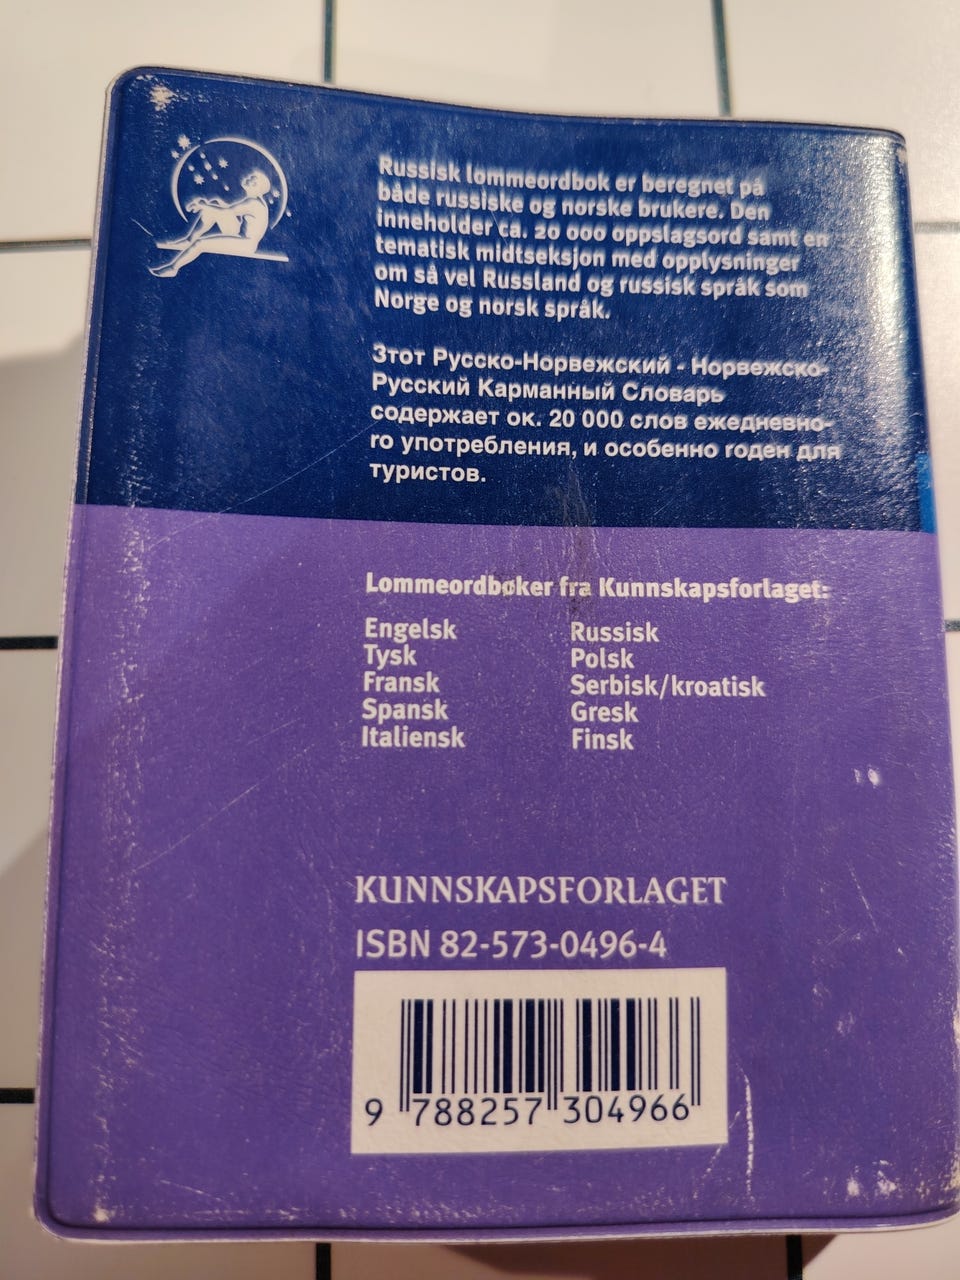 Russisk lommeordbok er beregnet på
både russiske og norske brukere. Den
inneholder ca. 20 000 oppslagsord samt en
tematisk midtseksjon med opplysninger
om så vel Russland og russisk språk som
Norge og norsk språk.
Зтот Русско-Норвежский - Норвежско-
Русский Карманный Словарь
содержает ок. 20 000 слов ежедневно-
го употребления, и особенно годен для
туристов.
Lommeordbøker fra Kunnskapsforlaget:
Engelsk
Tysk
Fransk
Spansk
Italiensk
Russisk
Polsk
Serbisk/kroatisk
Gresk
Finsk
KUNNSKAPSFORLAGET
ISBN 82-573-0496-4
9 788257 304966